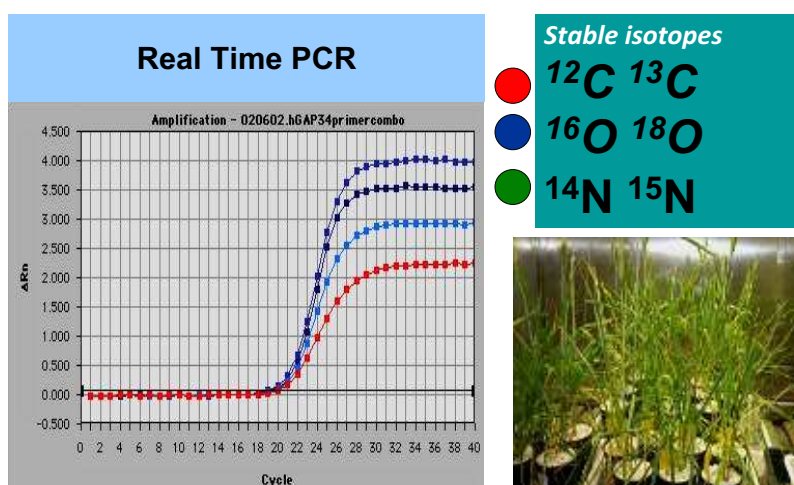 Real Time PCR
Amplification - 020602.hGAP34primercombo
4.500
4.000
3.500
3.000
2.500
2.000
1.500
1.000
0.500
0.000
-0.500
ΔRn
0 2 4 6 8 10 12 14 16 18 20 22 24 26 28 30 32 34 36 38 40
Cycle
Stable isotopes
¹²C ¹³C
¹⁶O ¹⁸O
¹⁴N ¹⁵N